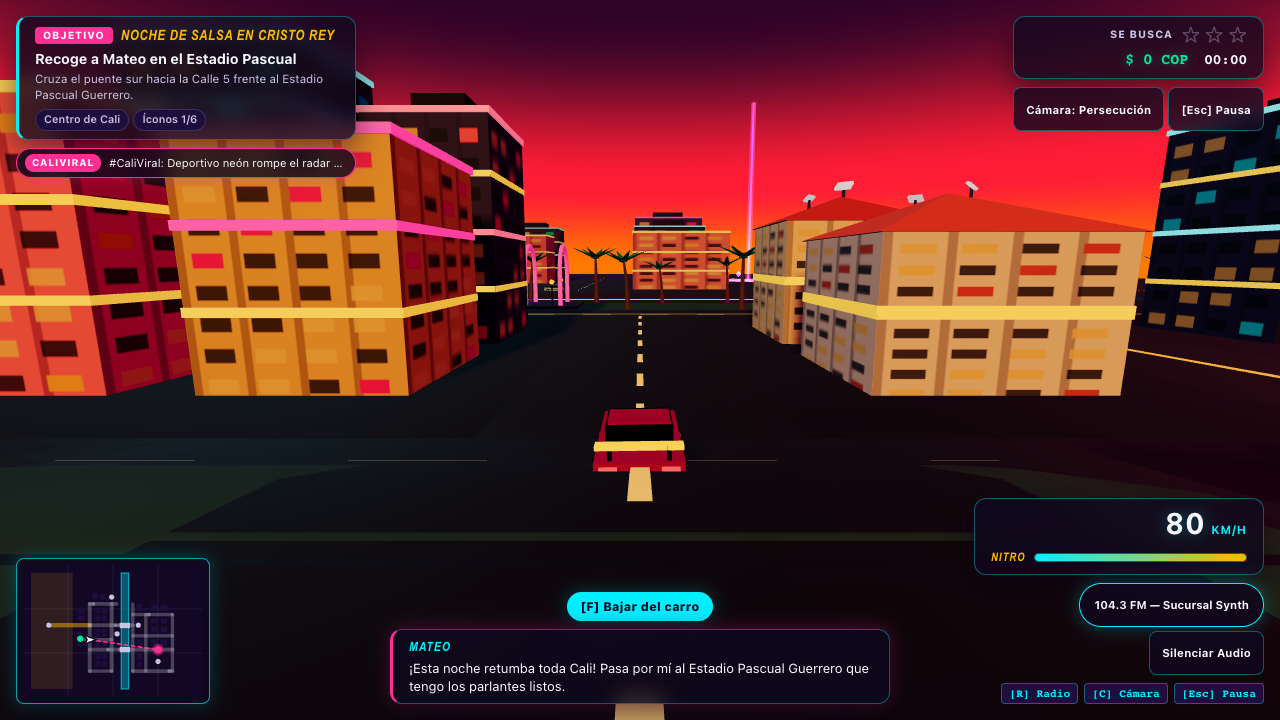 OBJETIVO NOCHE DE SALSA EN CRISTO REY
Recoge a Mateo en el Estadio Pascual
Cruza el puente sur hacia la Calle 5 frente al Estadio
Pascual Guerrero.
Centro de Cali Íconos 1/6
CALIVIRAL #CaliViral: Deportivo neón rompe el radar ...
SE BUSCA
$ 0 COP 00:00
Cámara: Persecución [Esc] Pausa
80 KM/H
NITRO
104.3 FM — Sucursal Synth
Silenciar Audio
[R] Radio [C] Cámara [Esc] Pausa
[F] Bajar del carro
MATEO
¡Esta noche retumba toda Cali! Pasa por mí al Estadio Pascual Guerrero que
tengo los parlantes listos.